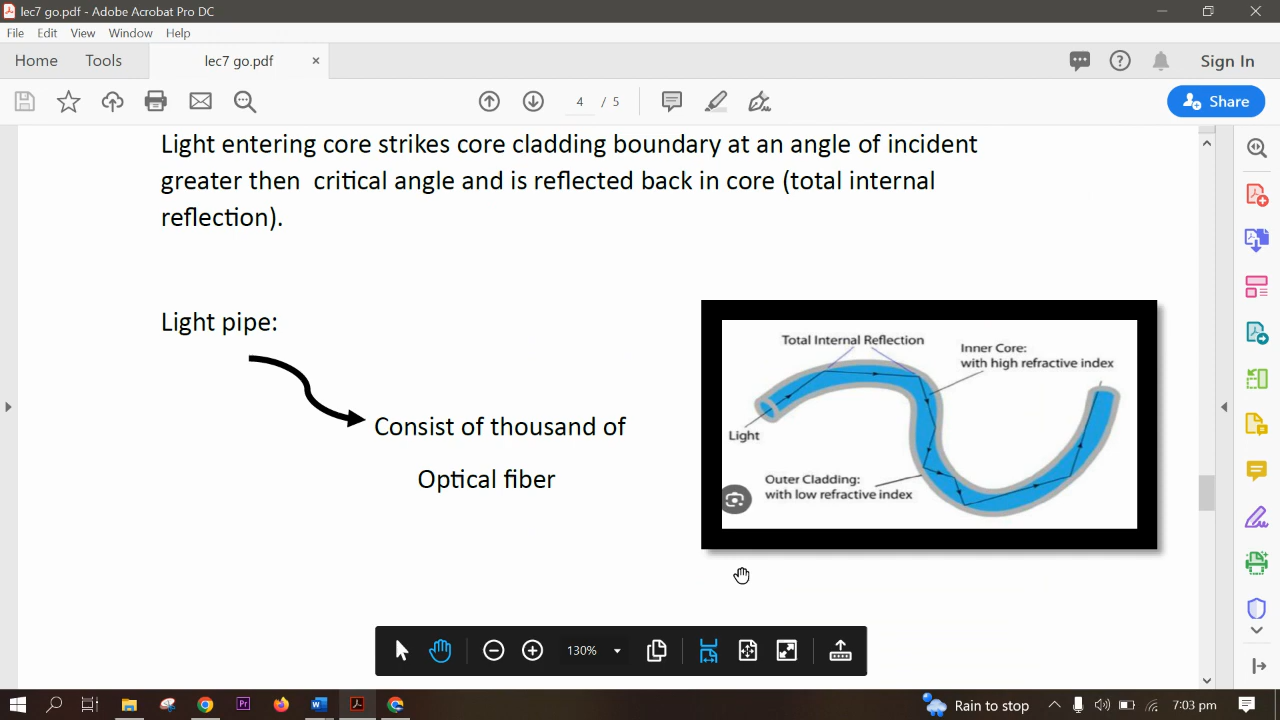 lec7 go.pdf - Adobe Acrobat Pro DC
File Edit View Window Help
Home Tools lec7 go.pdf × Sign In
4 / 5 Share
Light entering core strikes core cladding boundary at an angle of incident
greater then critical angle and is reflected back in core (total internal
reflection).
Light pipe:
Consist of thousand of
Optical fiber
Total Internal Reflection
Inner Core:
with high refractive index
Light
Outer Cladding:
with low refractive index
130%
Rain to stop 7:03 pm